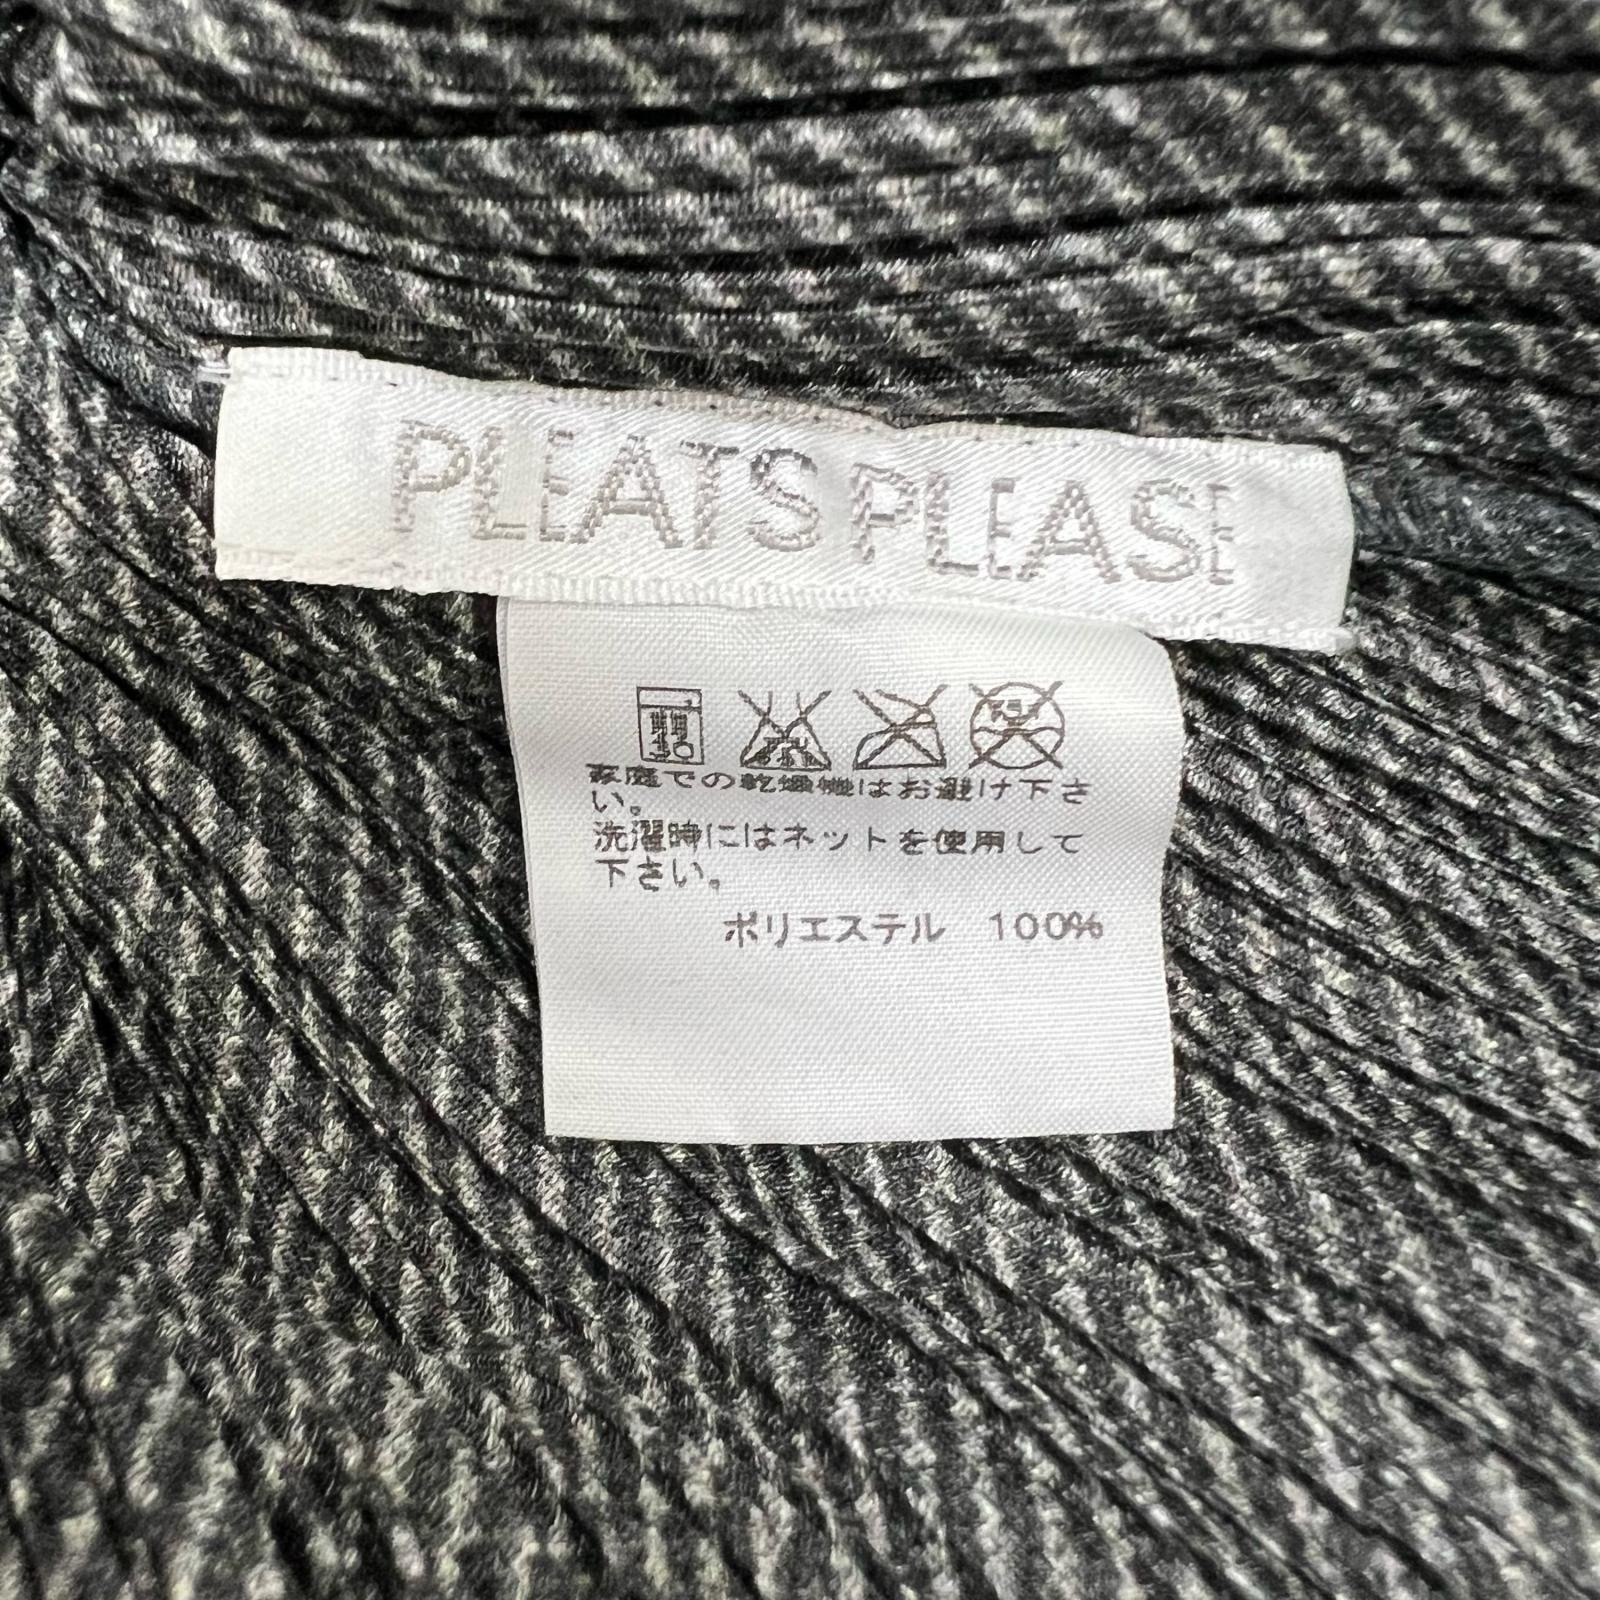 PLEATS PLEASE
家庭での乾燥機はお避け下さ
い。
洗濯時にはネットを使用して
下さい。
ポリエステル 100%